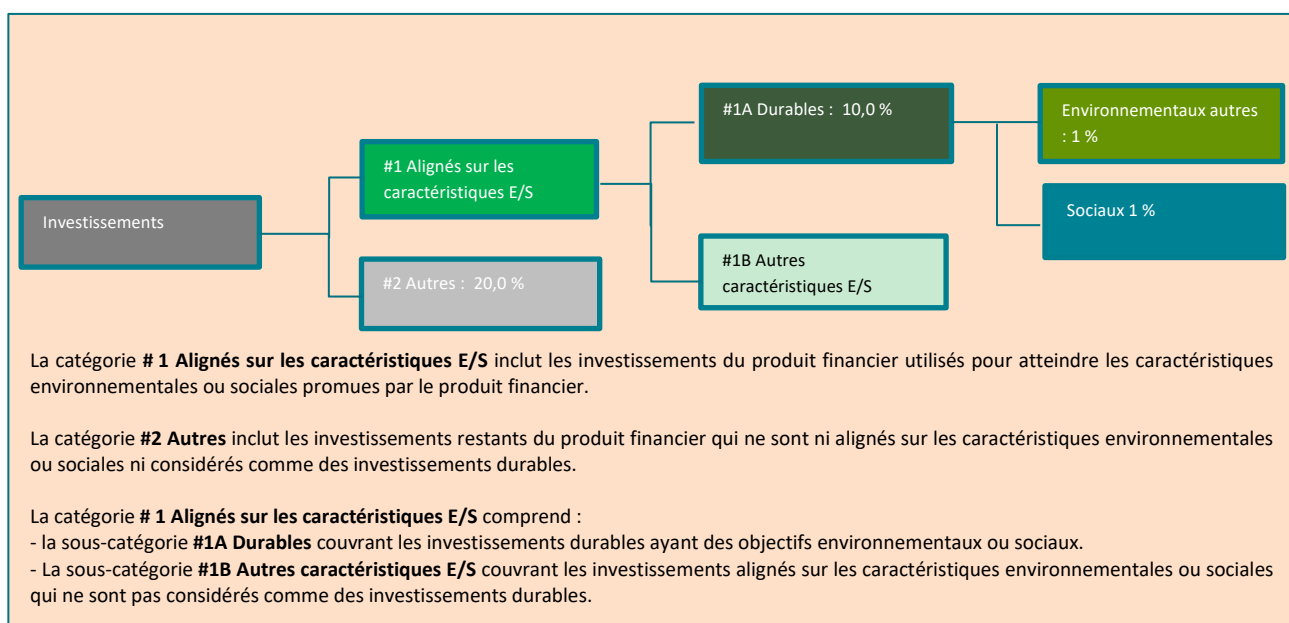 #1A Durables :  10,0 %
Environnementaux autres
: 1 %
#1 Alignés sur les
caractéristiques E/S
Sociaux 1 %
Investissements
#1B Autres
caractéristiques E/S
#2 Autres :  20,0 %
La catégorie # 1 Alignés sur les caractéristiques E/S inclut les investissements du produit financier utilisés pour atteindre les caractéristiques
environnementales ou sociales promues par le produit financier.
La catégorie #2 Autres inclut les investissements restants du produit financier qui ne sont ni alignés sur les caractéristiques environnementales
ou sociales ni considérés comme des investissements durables.
La catégorie # 1 Alignés sur les caractéristiques E/S comprend :
- la sous-catégorie #1A Durables couvrant les investissements durables ayant des objectifs environnementaux ou sociaux.
- La sous-catégorie #1B Autres caractéristiques E/S couvrant les investissements alignés sur les caractéristiques environnementales ou sociales
qui ne sont pas considérés comme des investissements durables.